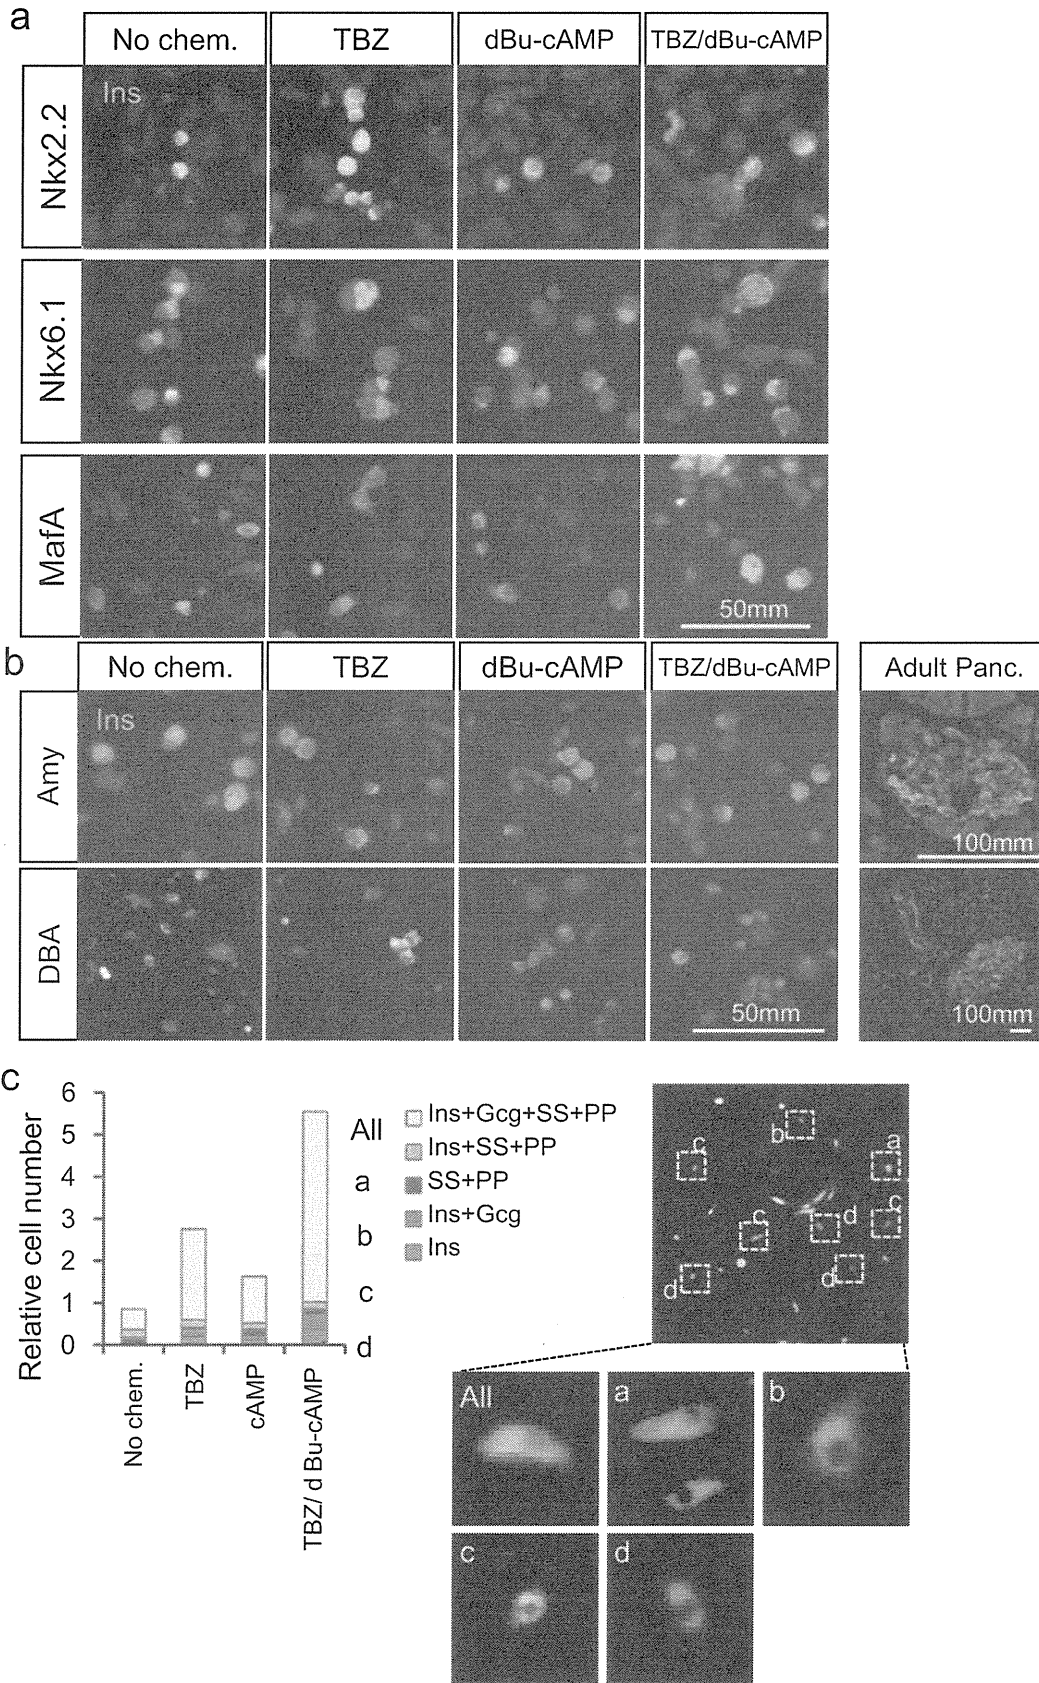 a
No chem. TBZ dBu-cAMP TBZ/dBu-cAMP
Ins
Nkx2.2
Nkx6.1
MafA
50mm
b
No chem. TBZ dBu-cAMP TBZ/dBu-cAMP Adult Panc.
Ins
Amy
100mm
DBA
50mm
100mm
c
Relative cell number
6
5
4
3
2
1
0
No chem.
TBZ
cAMP
TBZ/ d Bu-cAMP
All
a
b
c
d
Ins+Gcg+SS+PP
Ins+SS+PP
SS+PP
Ins+Gcg
Ins
b
c
a
c
d
c
d
d
All
a
b
c
d